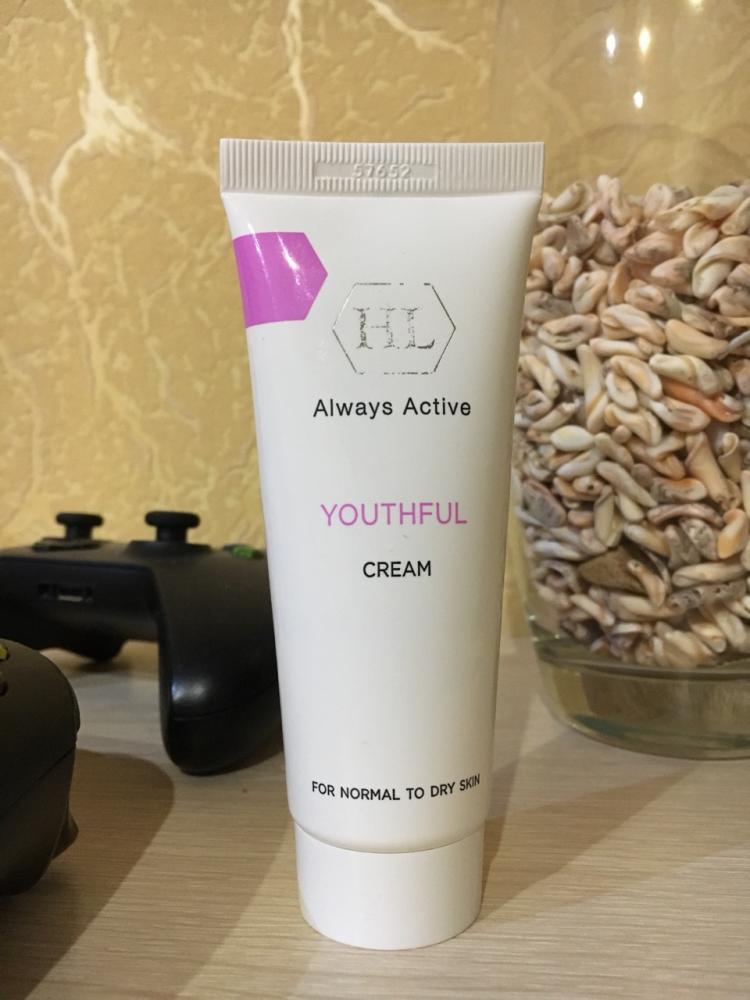 57652
HL
Always Active
YOUTHFUL
CREAM
FOR NORMAL TO DRY SKIN